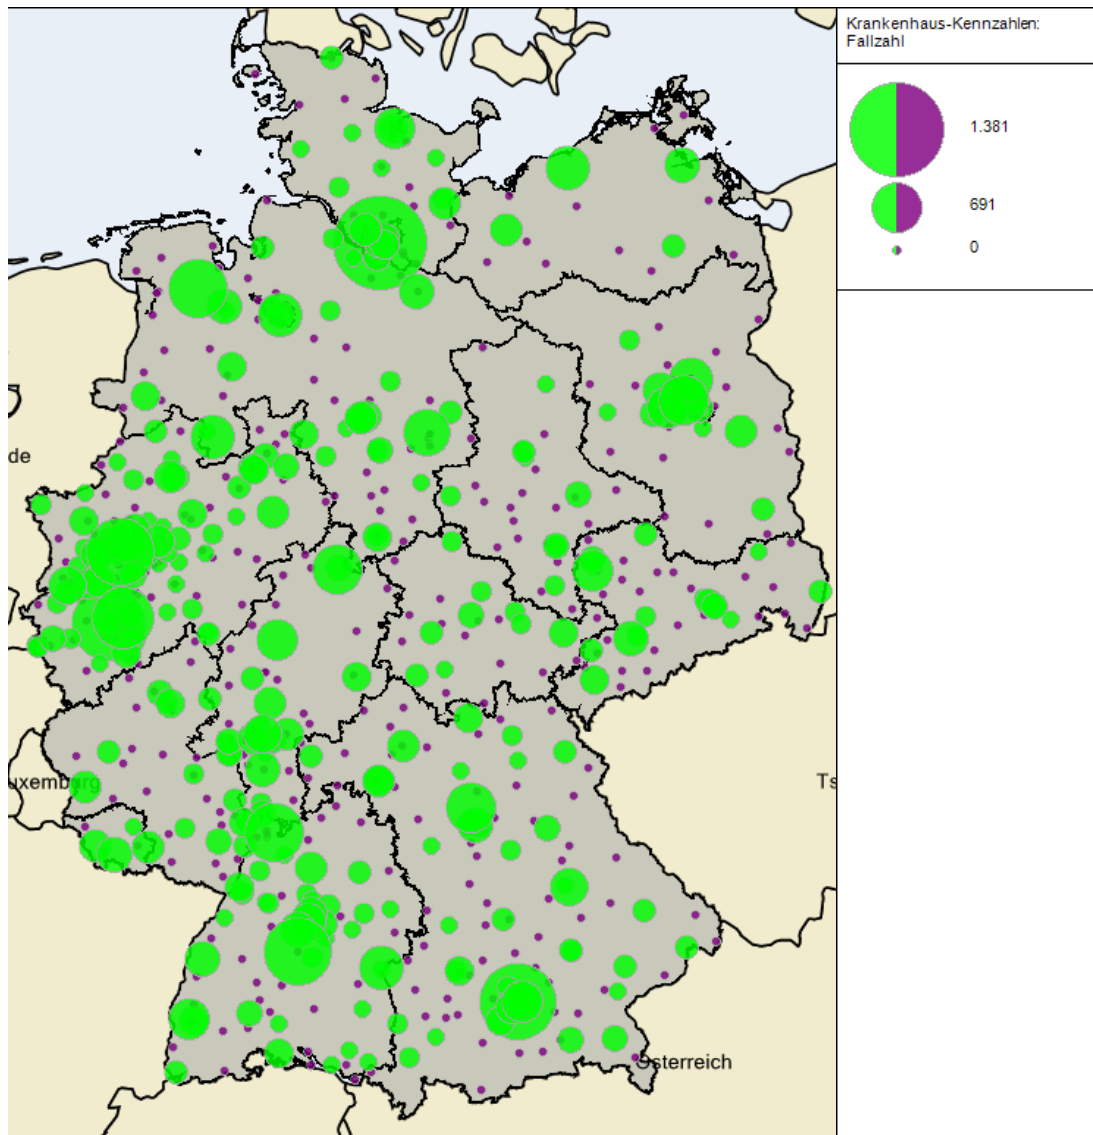 Krankenhaus-Kennzahlen:
Fallzahl
1.381
691
0
de
uxemburg
Ts
Österreich